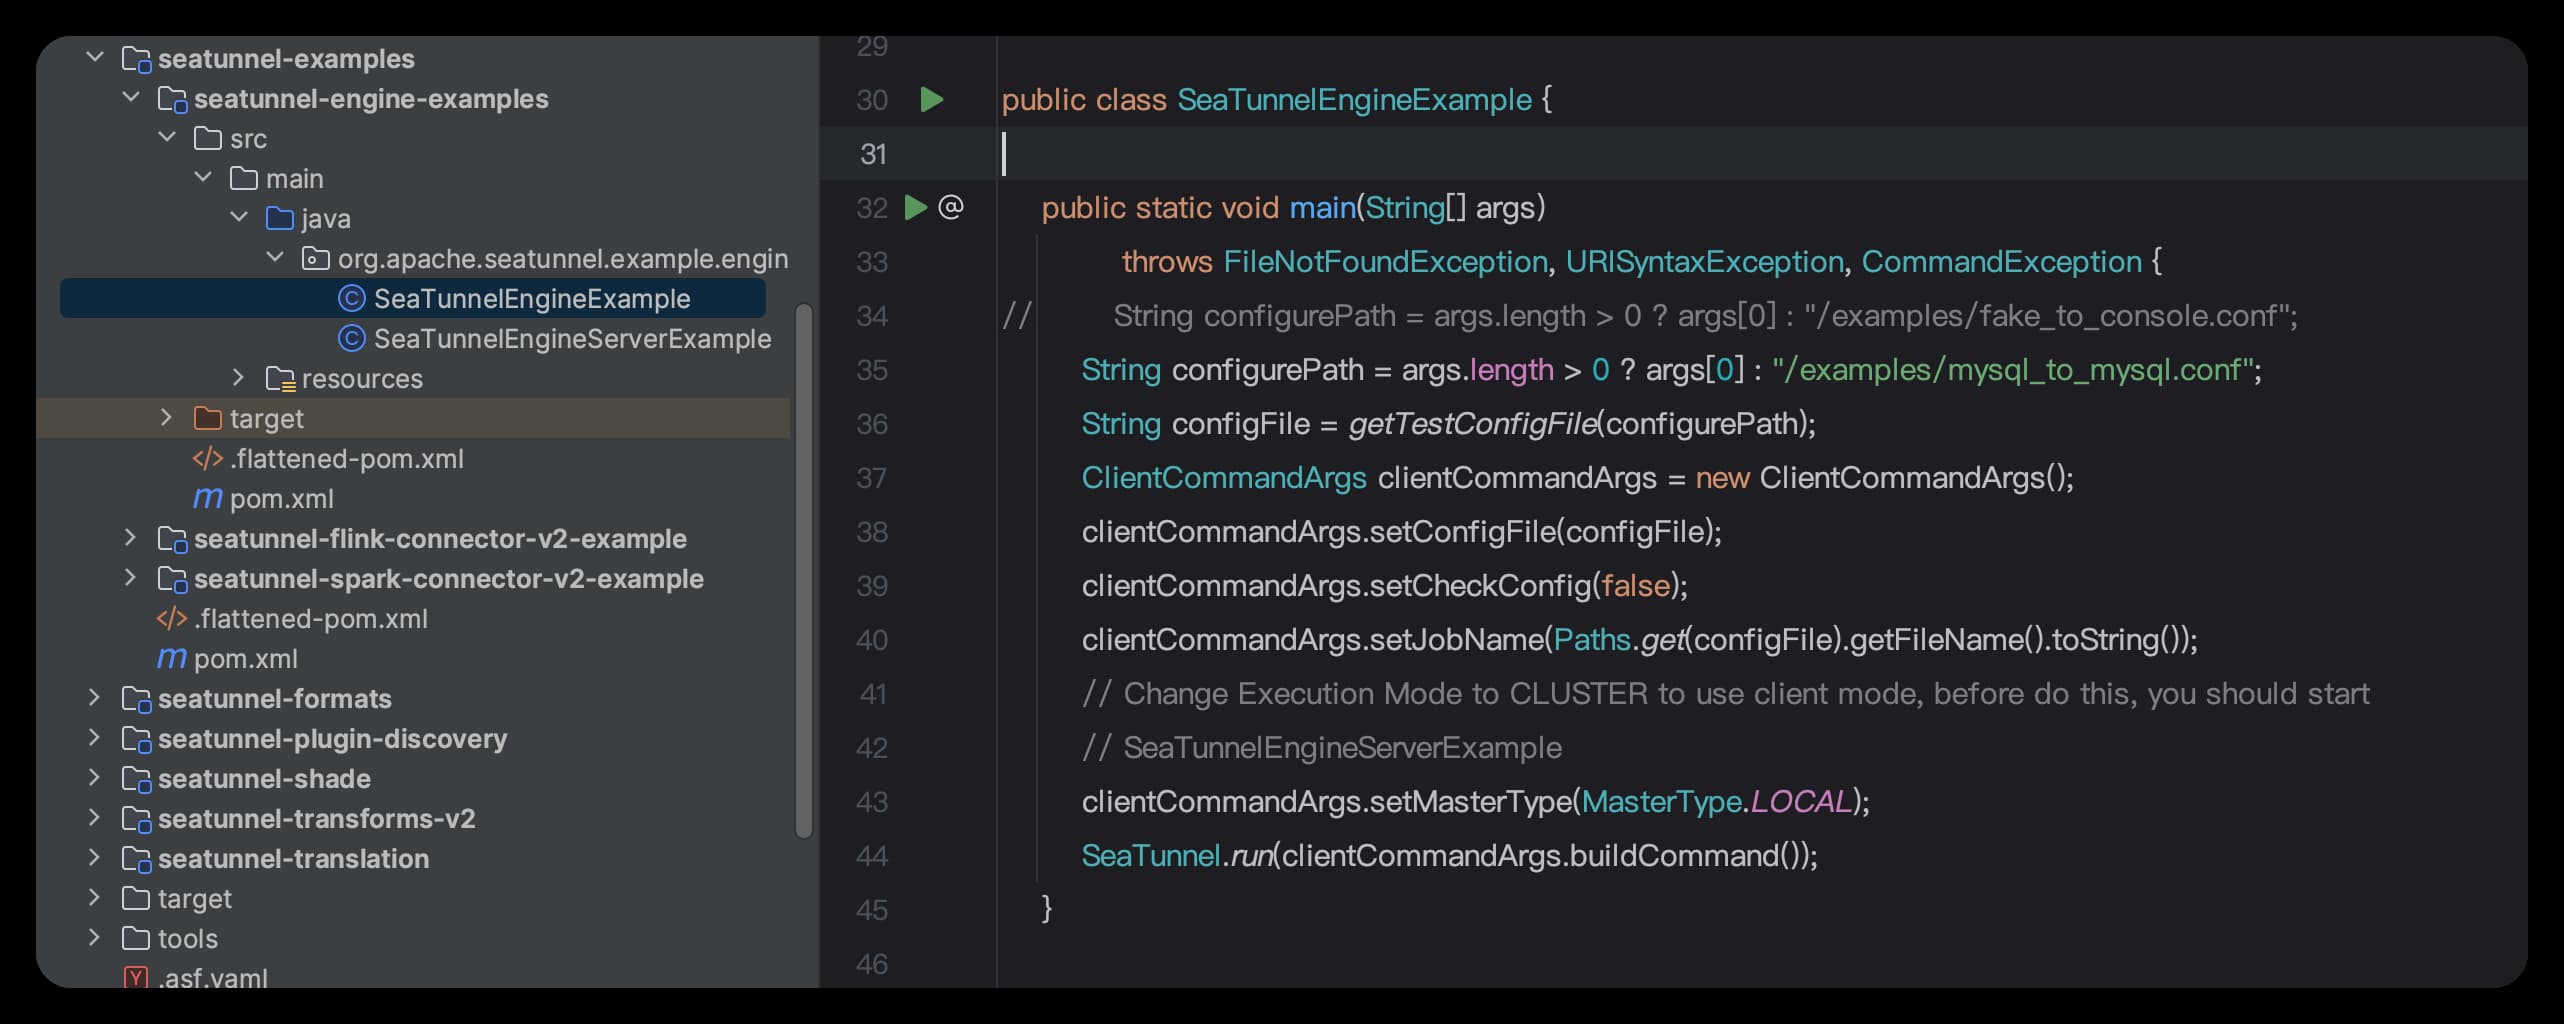 seatunnel-examples
seatunnel-engine-examples
src
main
java
org.apache.seatunnel.example.engin
SeaTunnelEngineExample
SeaTunnelEngineServerExample
resources
target
.flattened-pom.xml
pom.xml
seatunnel-flink-connector-v2-example
seatunnel-spark-connector-v2-example
.flattened-pom.xml
pom.xml
seatunnel-formats
seatunnel-plugin-discovery
seatunnel-shade
seatunnel-transforms-v2
seatunnel-translation
target
tools
.asf.yaml
29
30 public class SeaTunnelEngineExample {
31
32 @ public static void main(String[] args)
33 throws FileNotFoundException, URISyntaxException, CommandException {
34 // String configurePath = args.length > 0 ? args[0] : "/examples/fake_to_console.conf";
35 String configurePath = args.length > 0 ? args[0] : "/examples/mysql_to_mysql.conf";
36 String configFile = getTestConfigFile(configurePath);
37 ClientCommandArgs clientCommandArgs = new ClientCommandArgs();
38 clientCommandArgs.setConfigFile(configFile);
39 clientCommandArgs.setCheckConfig(false);
40 clientCommandArgs.setJobName(Paths.get(configFile).getFileName().toString());
41 // Change Execution Mode to CLUSTER to use client mode, before do this, you should start
42 // SeaTunnelEngineServerExample
43 clientCommandArgs.setMasterType(MasterType.LOCAL);
44 SeaTunnel.run(clientCommandArgs.buildCommand());
45 }
46